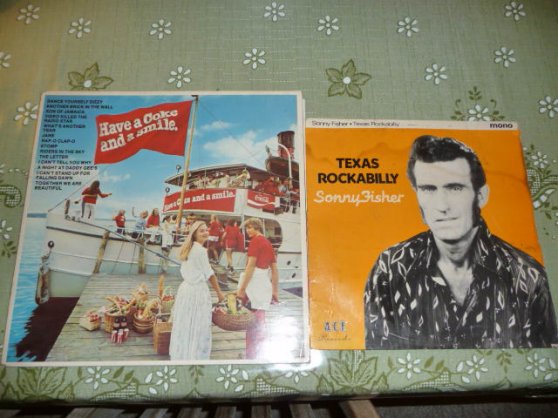 DANCE YOURSELF DIZZY
ANOTHER BRICK IN THE WALL
SON OF JAMAICA
VIDEO KILLED THE
RADIO STAR
WHAT'S ANOTHER
YEAR
JANE
RAP-O CLAP-O
STOMP
RIDERS IN THE SKY
THE LETTER
I CAN'T TELL YOU WHY
A NIGHT AT DADDY GEE'S
I CAN'T STAND UP FOR
FALLING DOWN
TOGETHER WE ARE
BEAUTIFUL
Have a Coke
and a smile.
Have a Coke and a smile.
Sonny Fisher • Texas Rockabilly
mono
TEXAS
ROCKABILLY
Sonny Fisher
ACE
Records